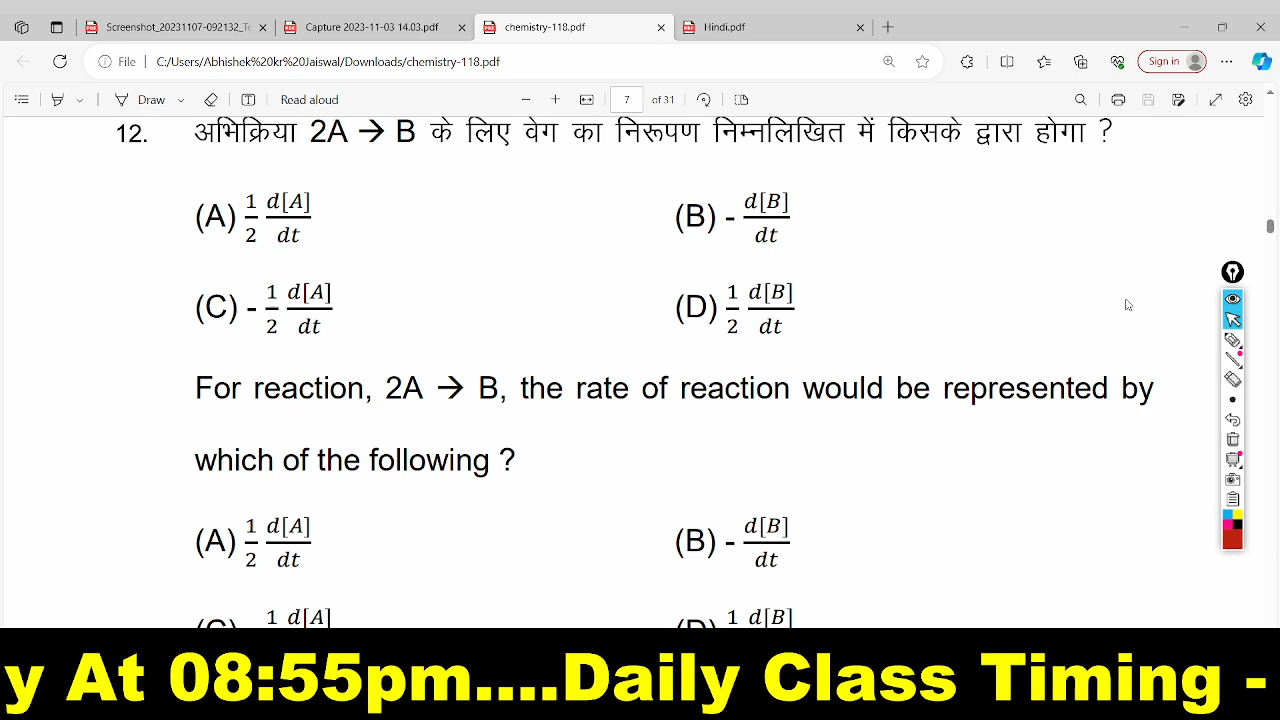 Screenshot_20231107-092132_Te
Capture 2023-11-03 14.03.pdf
chemistry-118.pdf
Hindi.pdf
File
C:/Users/Abhishek%20kr%20Jaiswal/Downloads/chemistry-118.pdf
Sign in
Draw
Read aloud
7 of 31
12. अभिक्रिया 2A → B के लिए वेग का निरूपण निम्नलिखित में किसके द्वारा होगा ?
(A) 1/2 d[A]/dt (B) - d[B]/dt
(C) - 1/2 d[A]/dt (D) 1/2 d[B]/dt
For reaction, 2A → B, the rate of reaction would be represented by
which of the following ?
(A) 1/2 d[A]/dt (B) - d[B]/dt
(C) 1 d[A] (D) 1 d[B]
y At 08:55pm....Daily Class Timing -